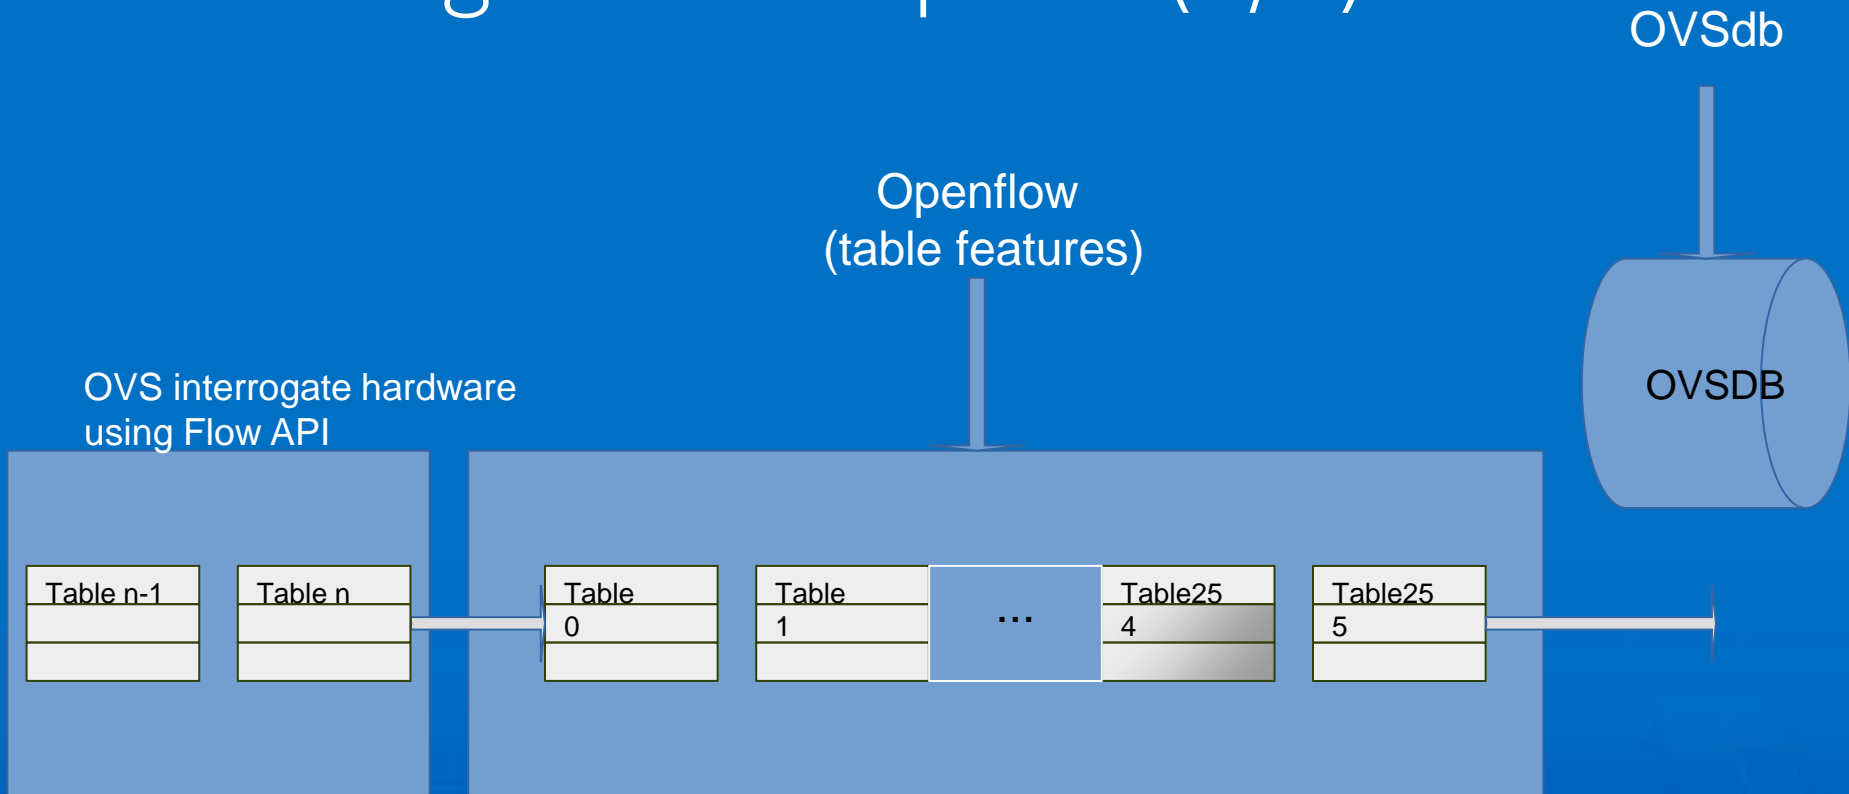 OVSdb
Openflow
(table features)
OVS interrogate hardware
using Flow API
OVSDB
Table n-1
Table n
Table
0
Table
1
...
Table25
4
Table25
5